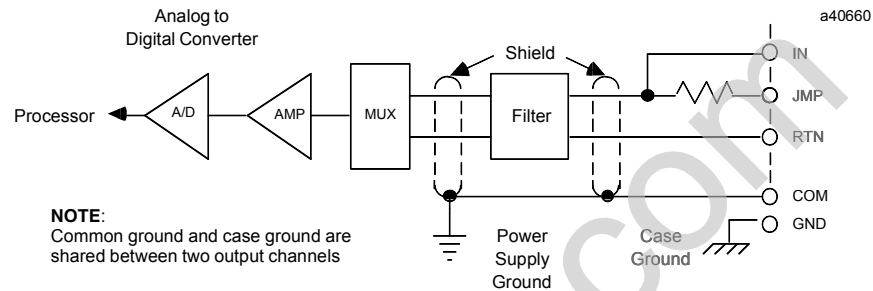 Analog to
Digital Converter
a40660
Shield
IN
JMP
RTN
COM
GND
Processor
A/D
AMP
MUX
Filter
NOTE:
Common ground and case ground are
shared between two output channels
Power
Supply
Ground
Case
Ground
com